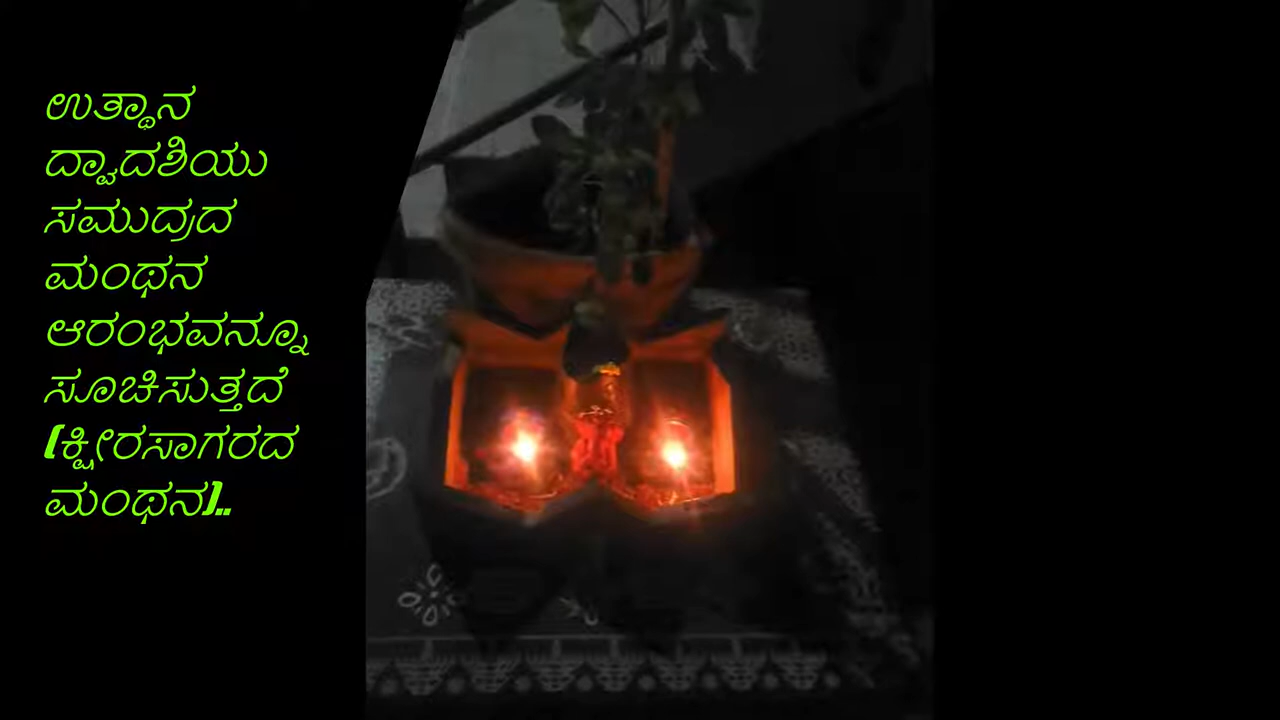 ಉತ್ಥಾನ
ದ್ವಾದಶಿಯು
ಸಮುದ್ರದ
ಮಂಥನ
ಆರಂಭವನ್ನೂ
ಸೂಚಿಸುತ್ತದೆ
(ಕ್ಷೀರಸಾಗರದ
ಮಂಥನ)..